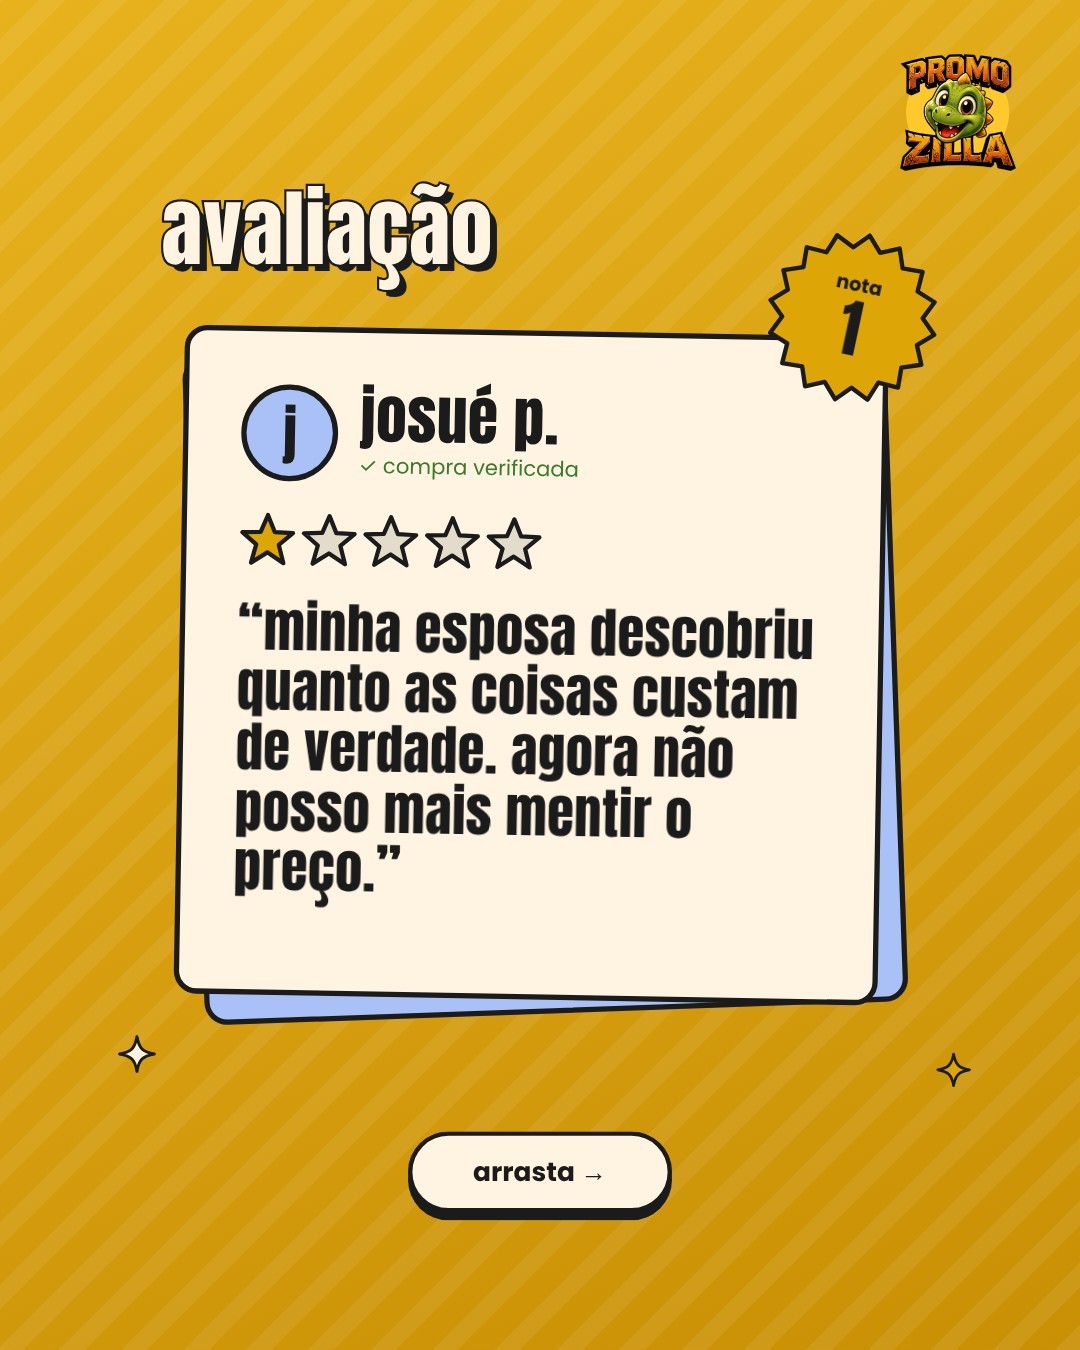 PROMO
ZILLA
avaliação
nota
1
j
josué p.
✓ compra verificada
“minha esposa descobriu
quanto as coisas custam
de verdade. agora não
posso mais mentir o
preço.”
arrasta →